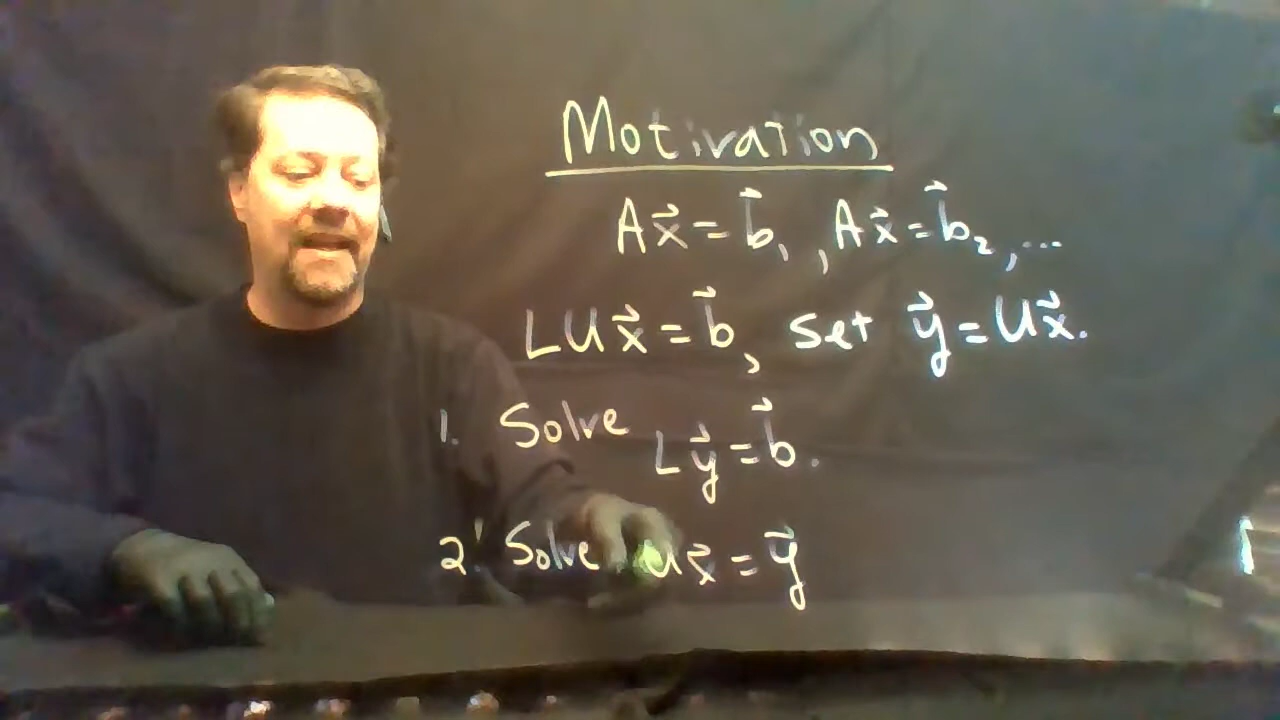 Motivation
Ax⃗ = b⃗₁, Ax⃗ = b⃗₂, ...
LUx⃗ = b⃗, set y⃗ = Ux⃗.
1. Solve Ly⃗ = b⃗.
2. Solve Ux⃗ = y⃗